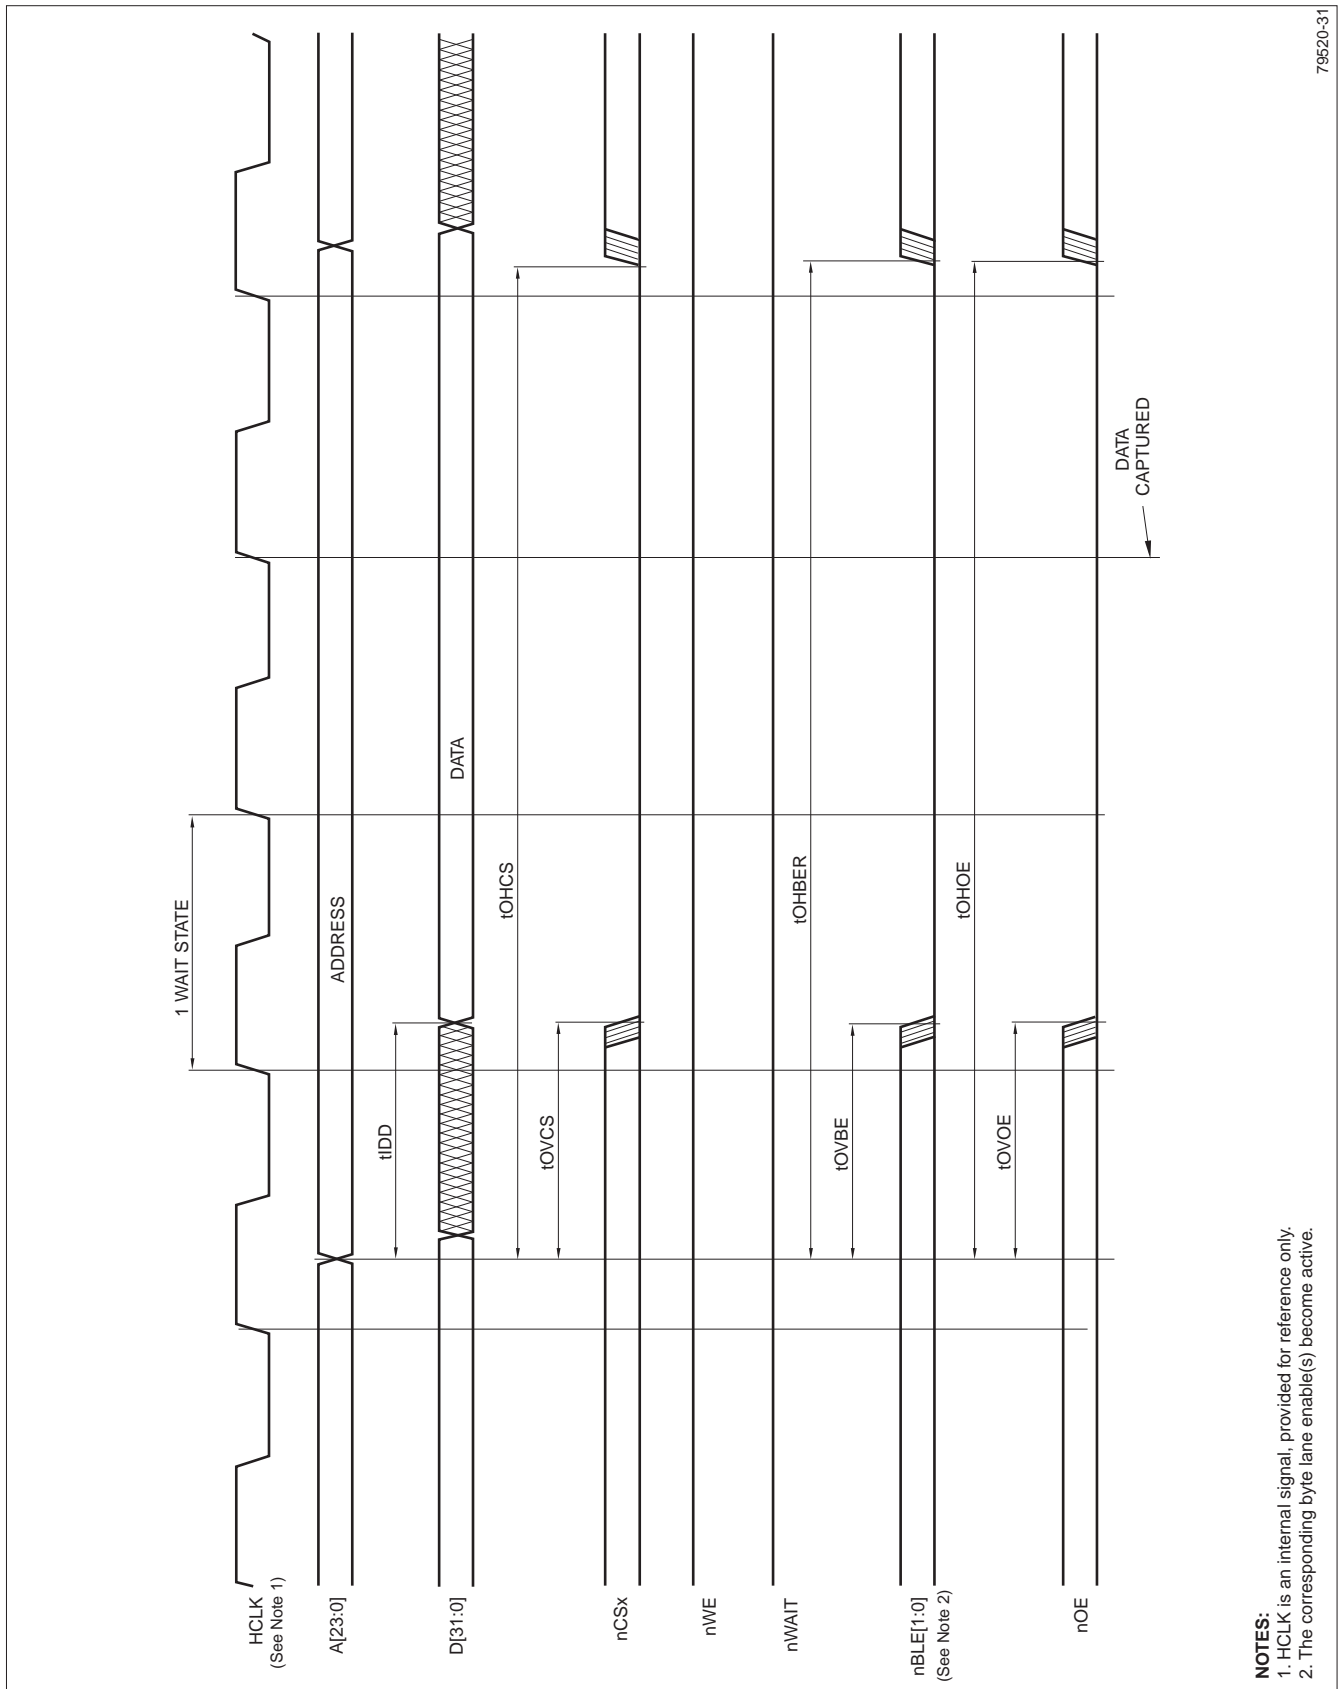 1 WAIT STATE
HCLK
(See Note 1)
A[23:0]
ADDRESS
tIDD
D[31:0]
DATA
tOHCS
tOVCS
nCSx
nWE
nWAIT
tOHBER
tOVBE
nBLE[1:0]
(See Note 2)
tOHOE
tOVOE
nOE
DATA
CAPTURED
NOTES:
1. HCLK is an internal signal, provided for reference only.
2. The corresponding byte lane enable(s) become active.
79520-31